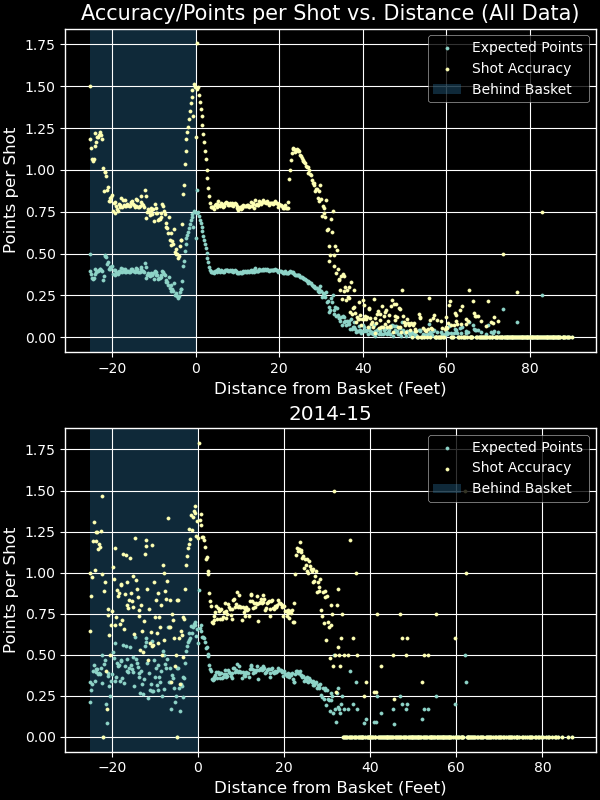 Accuracy/Points per Shot vs. Distance (All Data)
Expected Points
Shot Accuracy
Behind Basket
Points per Shot
1.75
1.50
1.25
1.00
0.75
0.50
0.25
0.00
−20 0 20 40 60 80
Distance from Basket (Feet)
2014-15
Expected Points
Shot Accuracy
Behind Basket
Points per Shot
1.75
1.50
1.25
1.00
0.75
0.50
0.25
0.00
−20 0 20 40 60 80
Distance from Basket (Feet)